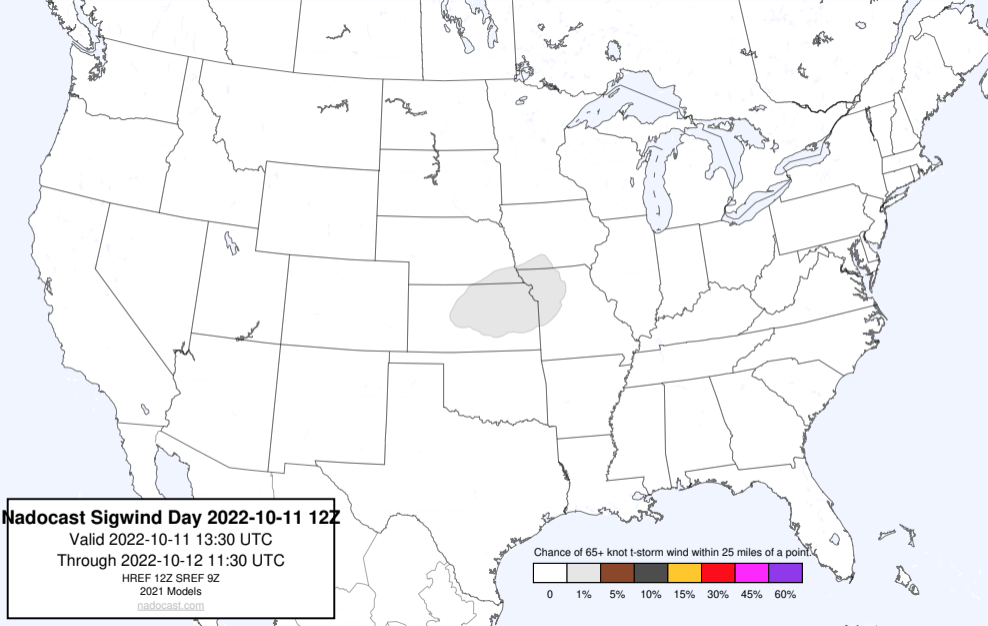 Nadocast Sigwind Day 2022-10-11 12Z
Valid 2022-10-11 13:30 UTC
Through 2022-10-12 11:30 UTC
HREF 12Z SREF 9Z
2021 Models
nadocast.com
Chance of 65+ knot t-storm wind within 25 miles of a point.
0 1% 5% 10% 15% 30% 45% 60%